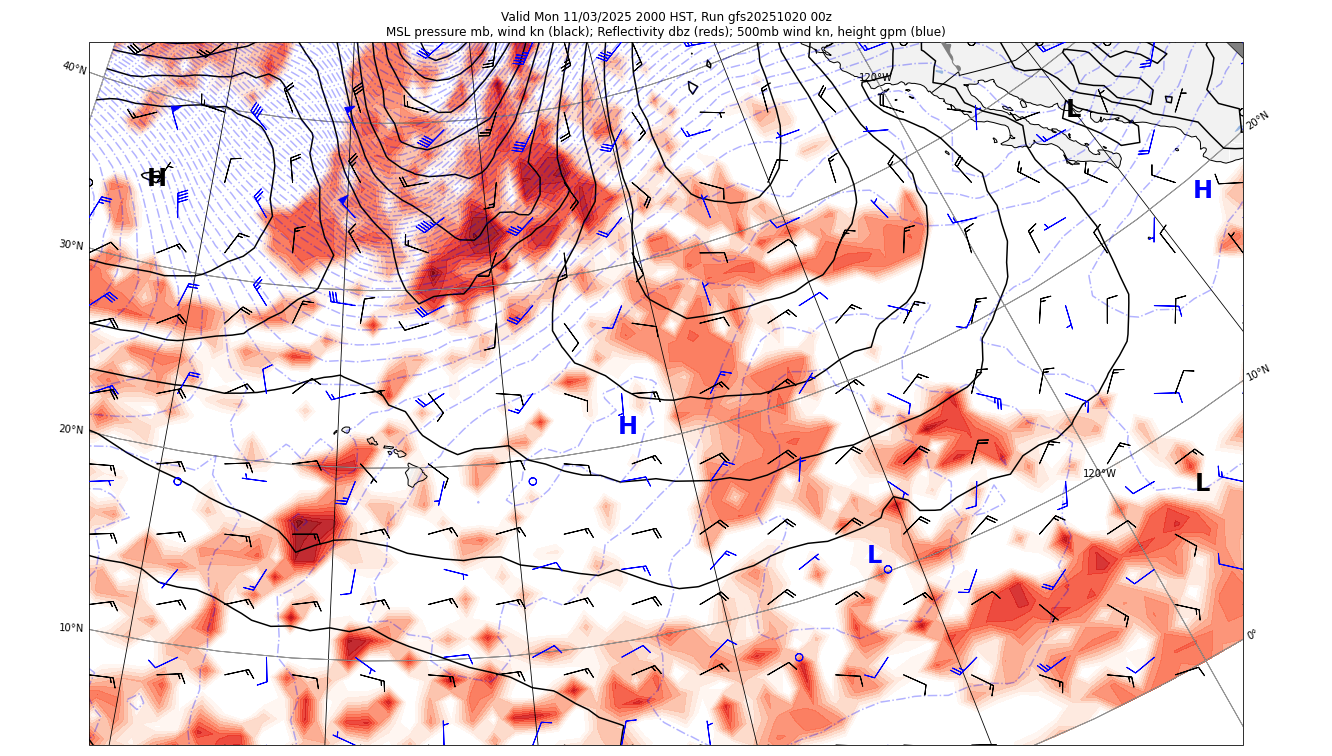 Valid Mon 11/03/2025 2000 HST, Run gfs20251020 00z
MSL pressure mb, wind kn (black); Reflectivity dbz (reds); 500mb wind kn, height gpm (blue)
40°N
120°W
L
20°N
H
H
30°N
10°N
20°N
H
120°W
L
L
10°N
0°